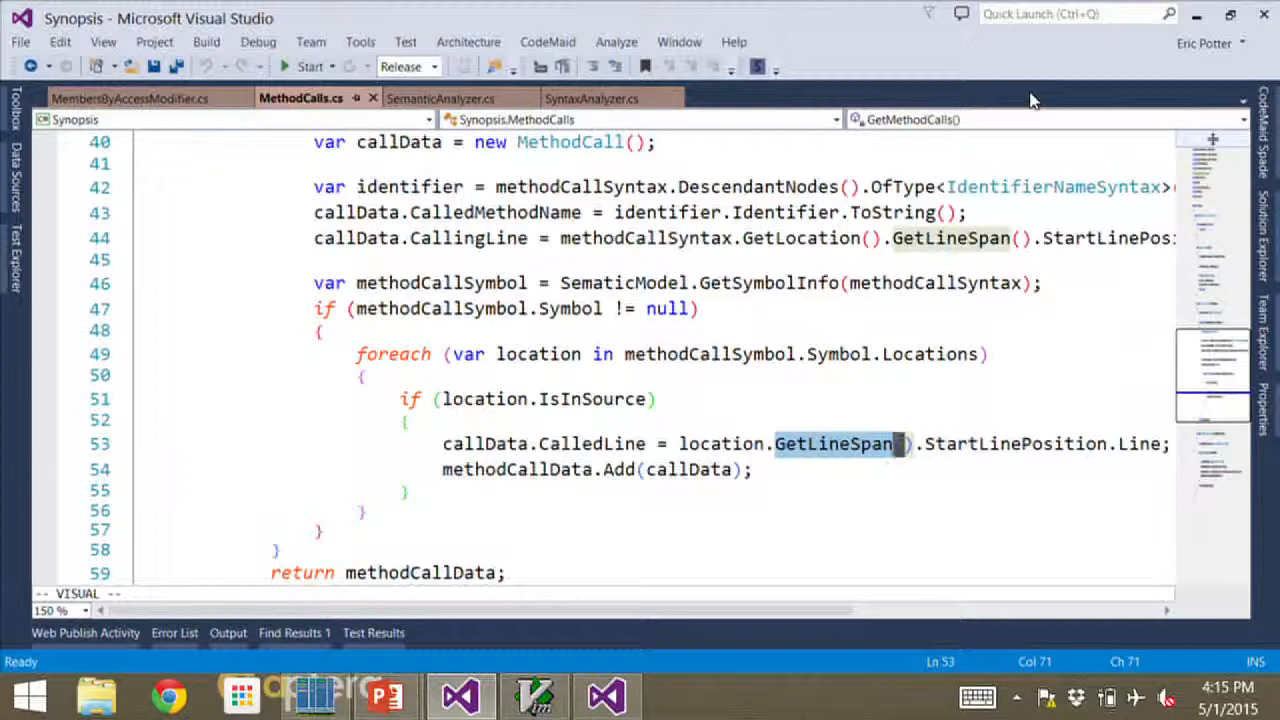 Synopsis - Microsoft Visual Studio
Quick Launch (Ctrl+Q)
File Edit View Project Build Debug Team Tools Test Architecture CodeMaid Analyze Window Help
Eric Potter
Start Release
MembersByAccessModifier.cs MethodCalls.cs SemanticAnalyzer.cs SyntaxAnalyzer.cs
Synopsis Synopsis.MethodCalls GetMethodCalls()
Toolbox
Data Sources
Test Explorer
40 var callData = new MethodCall();
41
42 var identifier = methodCallSyntax.DescendantNodes().OfType<IdentifierNameSyntax>(
43 callData.CalledMethodName = identifier.Identifier.ToString();
44 callData.CallingLine = methodCallSyntax.GetLocation().GetLineSpan().StartLinePosi
45
46 var methodCallSymbol = SematicModel.GetSymbolInfo(methodCallSyntax);
47 if (methodCallSymbol.Symbol != null)
48 {
49 foreach (var location in methodCallSymbol.Symbol.Locations)
50 {
51 if (location.IsInSource)
52 {
53 callData.CalledLine = location.GetLineSpan().StartLinePosition.Line;
54 methodCallData.Add(callData);
55 }
56 }
57 }
58 }
59 return methodCallData;
CodeMaid Spade
Solution Explorer
Team Explorer
Properties
-- VISUAL --
150 %
Web Publish Activity Error List Output Find Results 1 Test Results
Ready Ln 53 Col 71 Ch 71 INS
4:15 PM
5/1/2015